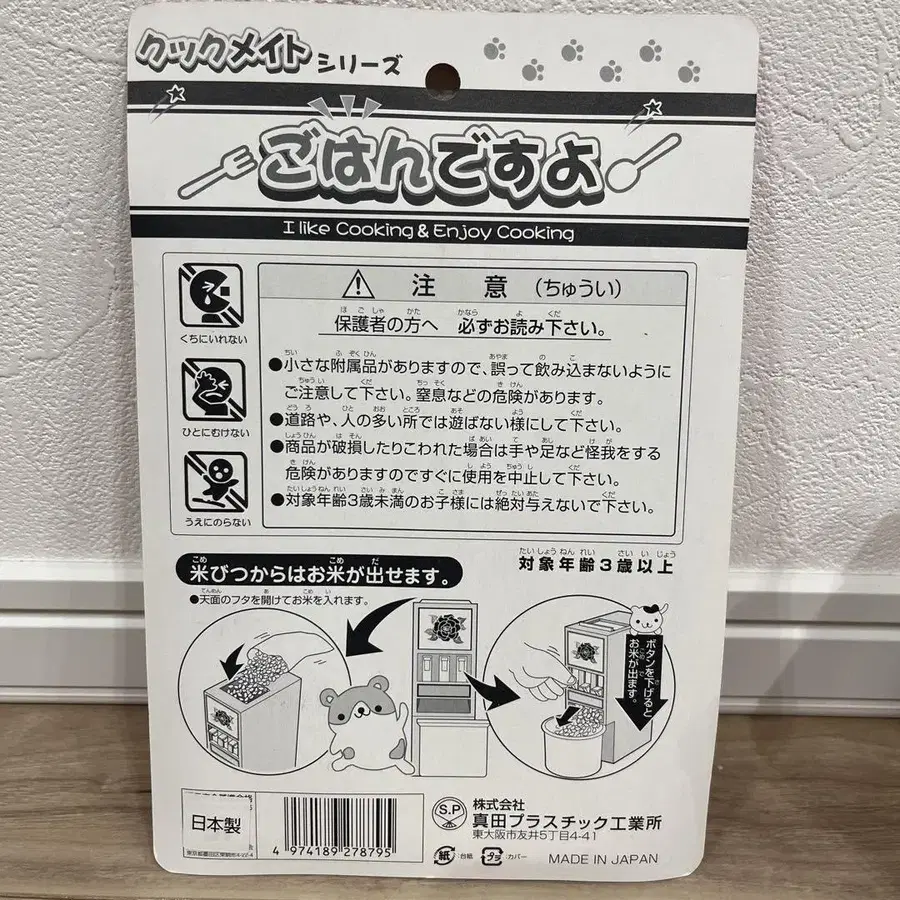 クックメイトシリーズ
ごはんですよ
I like Cooking & Enjoy Cooking
くちにいれない
ひとにむけない
うえにのらない
注意（ちゅうい）
保護者の方へ 必ずお読み下さい。
●小さな附属品がありますので、誤って飲み込まないように
ご注意して下さい。窒息などの危険があります。
●道路や、人の多い所では遊ばない様にして下さい。
●商品が破損したりこわれた場合は手や足など怪我をする
危険がありますのですぐに使用を中止して下さい。
●対象年齢3歳未満のお子様には絶対与えないで下さい。
対象年齢3歳以上
米びつからはお米が出せます。
●天面のフタを開けてお米を入れます。
ボタンを下げると
お米が出ます。
日本製
4 974189 278795
S.P
株式会社
真田プラスチック工業所
東大阪市友井5丁目4-41
紙 :台紙 プラ :カバー
MADE IN JAPAN